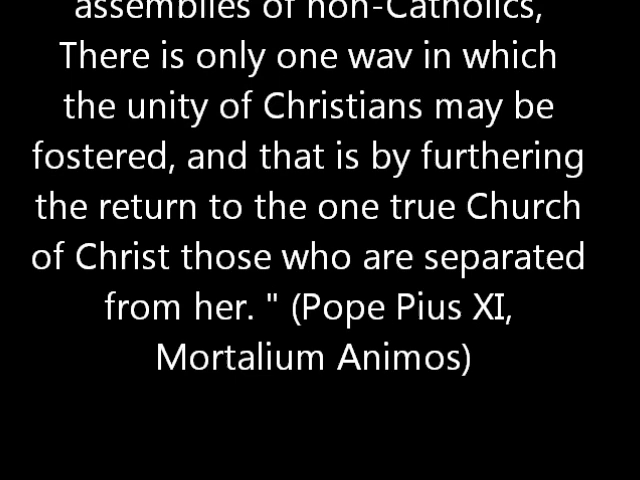 assemblies of non-Catholics,
There is only one wav in which
the unity of Christians may be
fostered, and that is by furthering
the return to the one true Church
of Christ those who are separated
from her. " (Pope Pius XI,
Mortalium Animos)